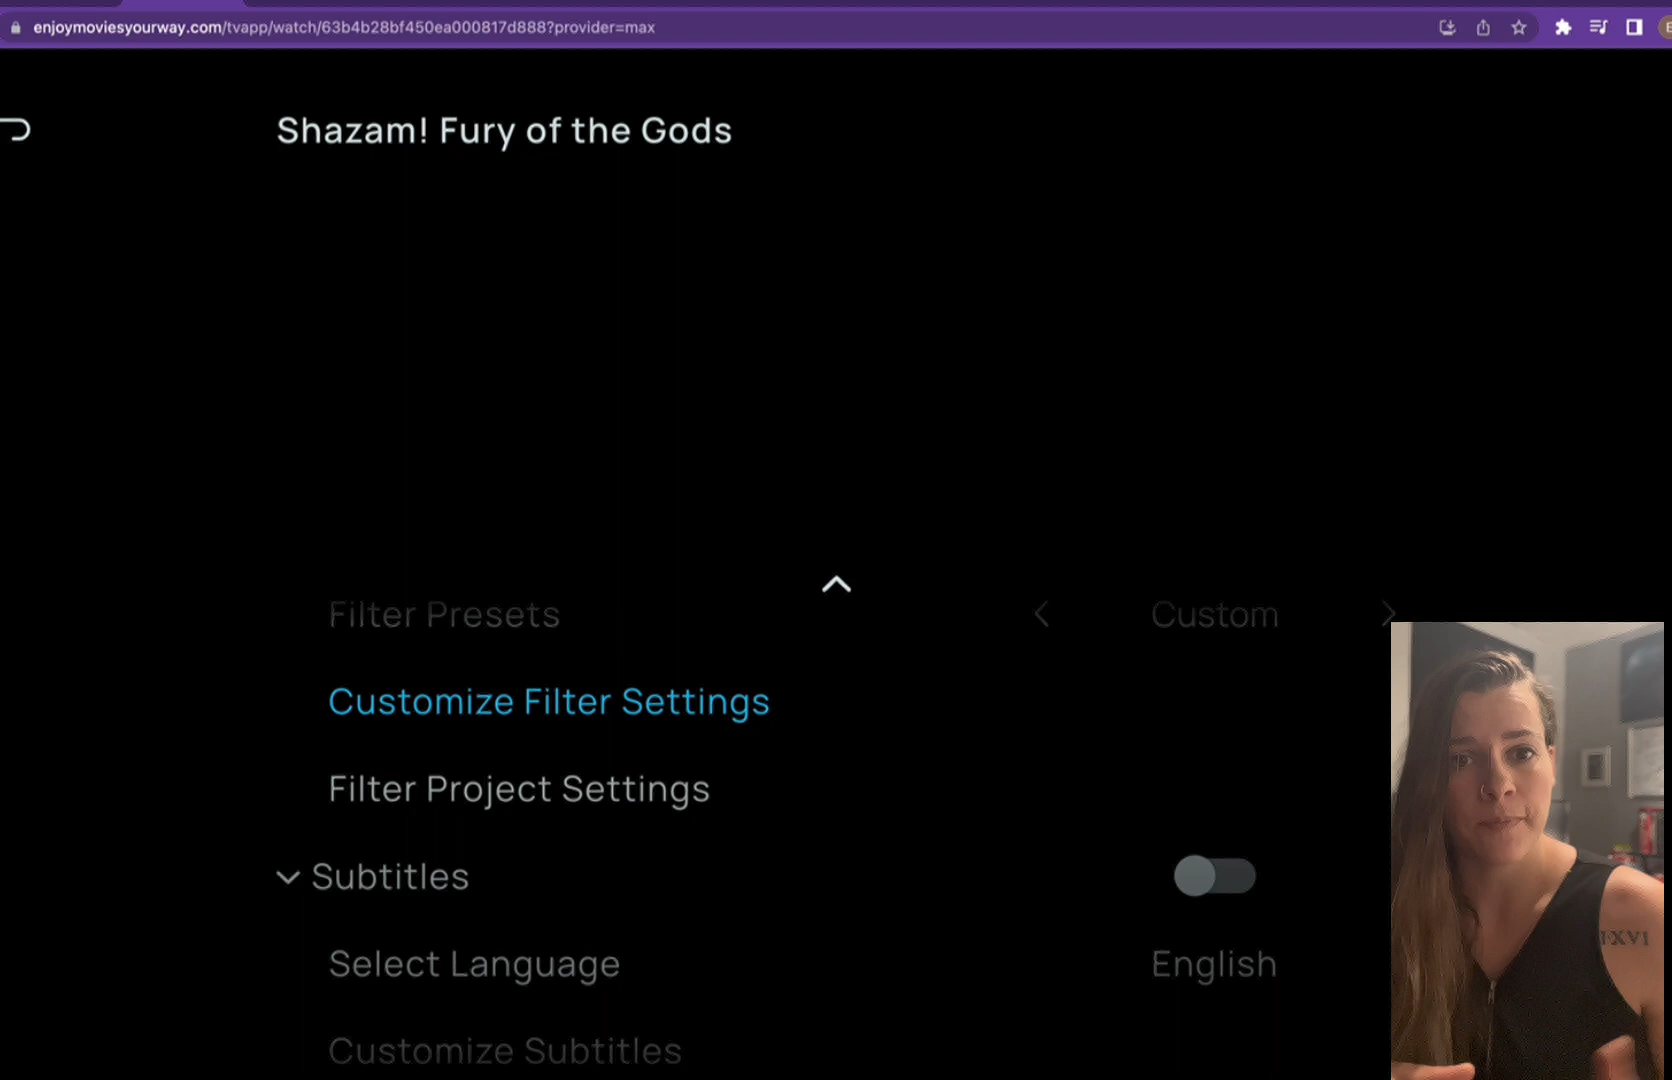 enjoymoviesyourway.com/tvapp/watch/63b4b28bf450ea000817d888?provider=max
Shazam! Fury of the Gods
Filter Presets
Custom
Customize Filter Settings
Filter Project Settings
Subtitles
Select Language
English
Customize Subtitles